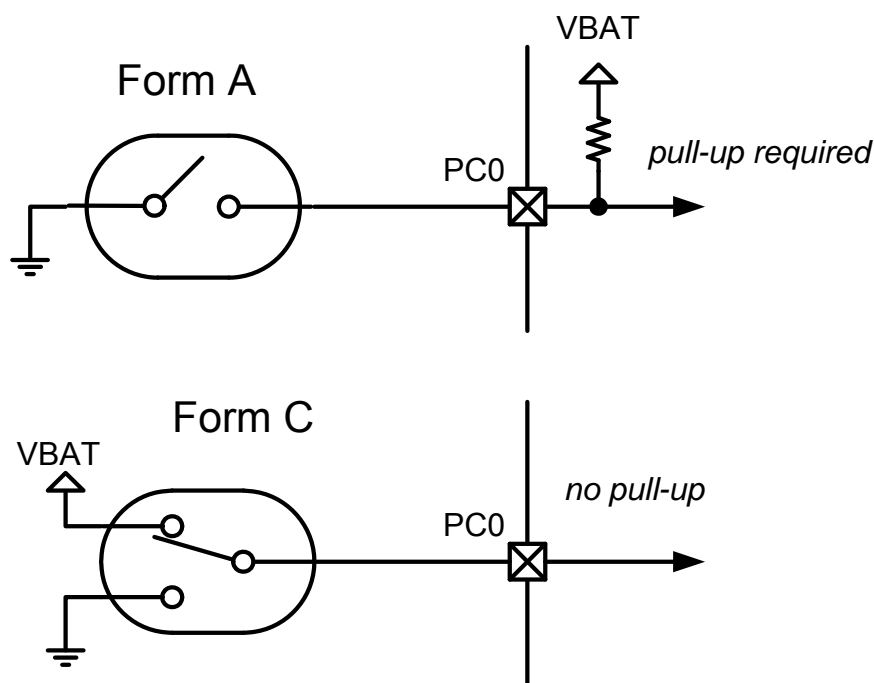 VBAT
Form A
PC0
pull-up required
Form C
VBAT
PC0
no pull-up